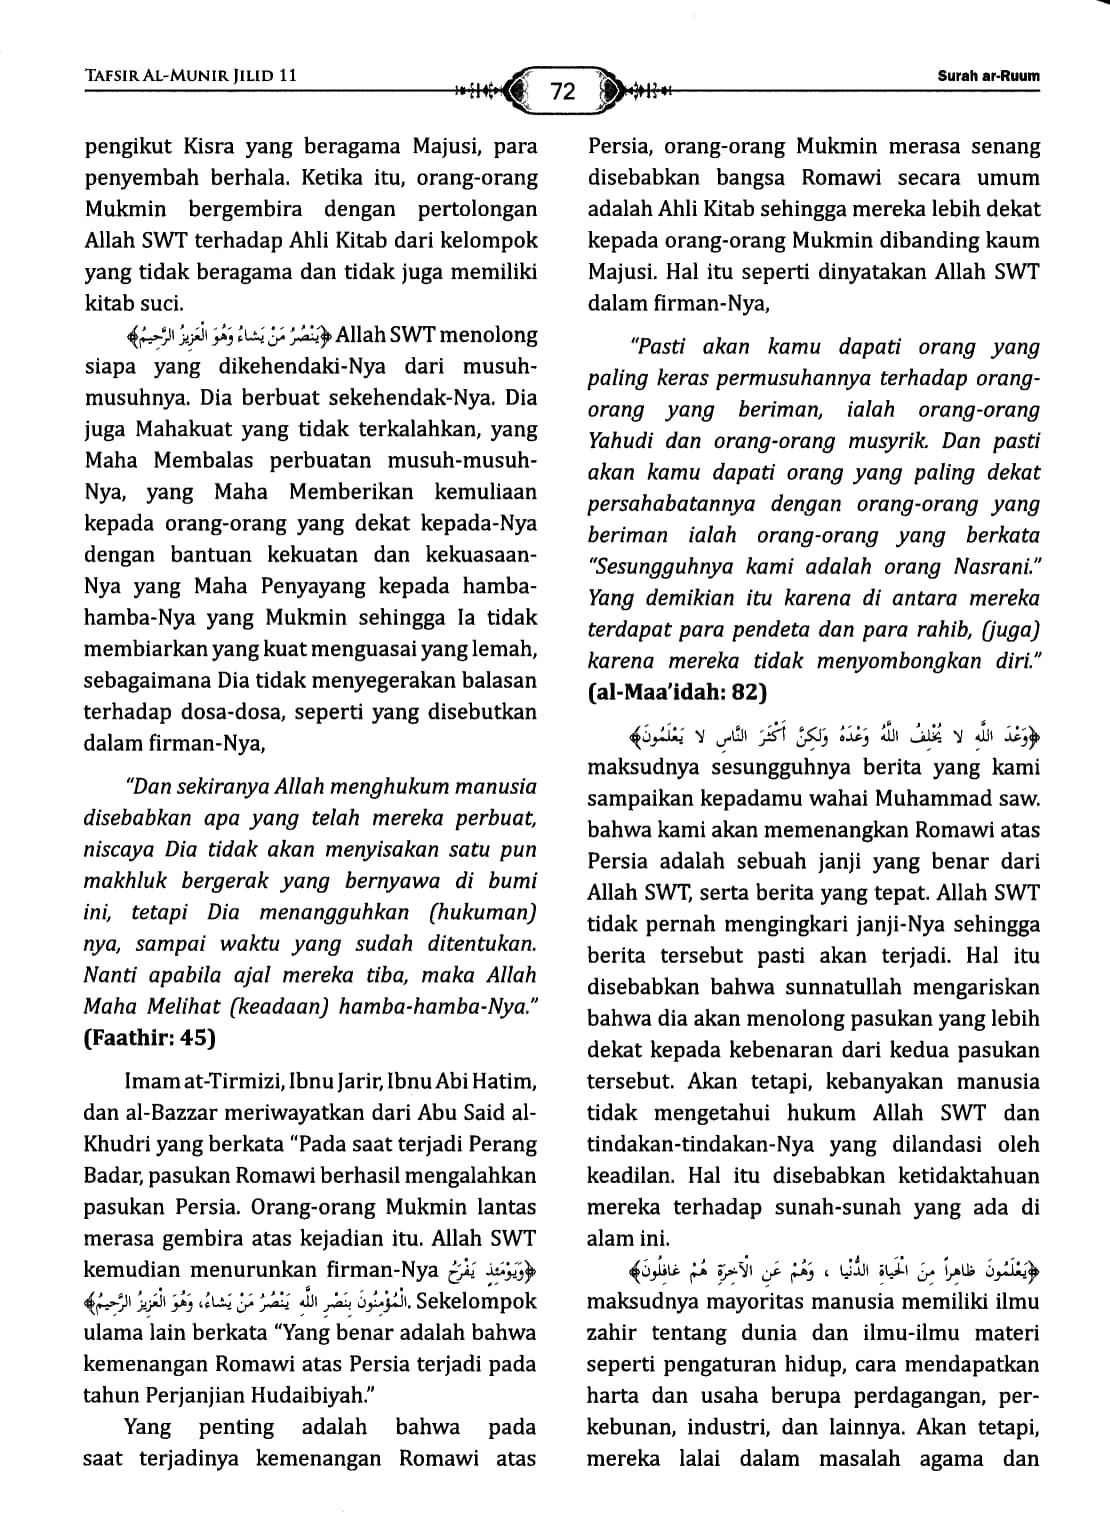 TAFSIR AL-MUNIR JILID 11
72
Surah ar-Ruum
pengikut Kisra yang beragama Majusi, para
penyembah berhala. Ketika itu, orang-orang
Mukmin bergembira dengan pertolongan
Allah SWT terhadap Ahli Kitab dari kelompok
yang tidak beragama dan tidak juga memiliki
kitab suci.
﴿يَنْصُرُ مَنْ يَشاءُ وَهُوَ الْعَزِيزُ الرَّحِيمُ﴾ Allah SWT menolong
siapa yang dikehendaki-Nya dari musuh-
musuhnya. Dia berbuat sekehendak-Nya. Dia
juga Mahakuat yang tidak terkalahkan, yang
Maha Membalas perbuatan musuh-musuh-
Nya, yang Maha Memberikan kemuliaan
kepada orang-orang yang dekat kepada-Nya
dengan bantuan kekuatan dan kekuasaan-
Nya yang Maha Penyayang kepada hamba-
hamba-Nya yang Mukmin sehingga Ia tidak
membiarkan yang kuat menguasai yang lemah,
sebagaimana Dia tidak menyegerakan balasan
terhadap dosa-dosa, seperti yang disebutkan
dalam firman-Nya,
“Dan sekiranya Allah menghukum manusia
disebabkan apa yang telah mereka perbuat,
niscaya Dia tidak akan menyisakan satu pun
makhluk bergerak yang bernyawa di bumi
ini, tetapi Dia menangguhkan (hukuman)
nya, sampai waktu yang sudah ditentukan.
Nanti apabila ajal mereka tiba, maka Allah
Maha Melihat (keadaan) hamba-hamba-Nya.”
(Faathir: 45)
Imam at-Tirmizi, Ibnu Jarir, Ibnu Abi Hatim,
dan al-Bazzar meriwayatkan dari Abu Said al-
Khudri yang berkata “Pada saat terjadi Perang
Badar, pasukan Romawi berhasil mengalahkan
pasukan Persia. Orang-orang Mukmin lantas
merasa gembira atas kejadian itu. Allah SWT
kemudian menurunkan firman-Nya ﴿وَيَوْمَئِذٍ يَفْرَحُ
الْمُؤْمِنُونَ بِنَصْرِ اللَّهِ يَنْصُرُ مَنْ يَشاءُ، وَهُوَ الْعَزِيزُ الرَّحِيمُ﴾. Sekelompok
ulama lain berkata “Yang benar adalah bahwa
kemenangan Romawi atas Persia terjadi pada
tahun Perjanjian Hudaibiyah.”
Yang penting adalah bahwa pada
saat terjadinya kemenangan Romawi atas
Persia, orang-orang Mukmin merasa senang
disebabkan bangsa Romawi secara umum
adalah Ahli Kitab sehingga mereka lebih dekat
kepada orang-orang Mukmin dibanding kaum
Majusi. Hal itu seperti dinyatakan Allah SWT
dalam firman-Nya,
“Pasti akan kamu dapati orang yang
paling keras permusuhannya terhadap orang-
orang yang beriman, ialah orang-orang
Yahudi dan orang-orang musyrik. Dan pasti
akan kamu dapati orang yang paling dekat
persahabatannya dengan orang-orang yang
beriman ialah orang-orang yang berkata
“Sesungguhnya kami adalah orang Nasrani.”
Yang demikian itu karena di antara mereka
terdapat para pendeta dan para rahib, (juga)
karena mereka tidak menyombongkan diri.”
(al-Maa’idah: 82)
﴿وَعْدَ اللَّهِ لا يُخْلِفُ اللَّهُ وَعْدَهُ وَلكِنَّ أَكْثَرَ النَّاسِ لا يَعْلَمُونَ﴾
maksudnya sesungguhnya berita yang kami
sampaikan kepadamu wahai Muhammad saw.
bahwa kami akan memenangkan Romawi atas
Persia adalah sebuah janji yang benar dari
Allah SWT, serta berita yang tepat. Allah SWT
tidak pernah mengingkari janji-Nya sehingga
berita tersebut pasti akan terjadi. Hal itu
disebabkan bahwa sunnatullah mengariskan
bahwa dia akan menolong pasukan yang lebih
dekat kepada kebenaran dari kedua pasukan
tersebut. Akan tetapi, kebanyakan manusia
tidak mengetahui hukum Allah SWT dan
tindakan-tindakan-Nya yang dilandasi oleh
keadilan. Hal itu disebabkan ketidaktahuan
mereka terhadap sunah-sunah yang ada di
alam ini.
﴿يَعْلَمُونَ ظاهِراً مِنَ الْحَياةِ الدُّنْيا ، وَهُمْ عَنِ الْآخِرَةِ هُمْ غافِلُونَ﴾
maksudnya mayoritas manusia memiliki ilmu
zahir tentang dunia dan ilmu-ilmu materi
seperti pengaturan hidup, cara mendapatkan
harta dan usaha berupa perdagangan, per-
kebunan, industri, dan lainnya. Akan tetapi,
mereka lalai dalam masalah agama dan